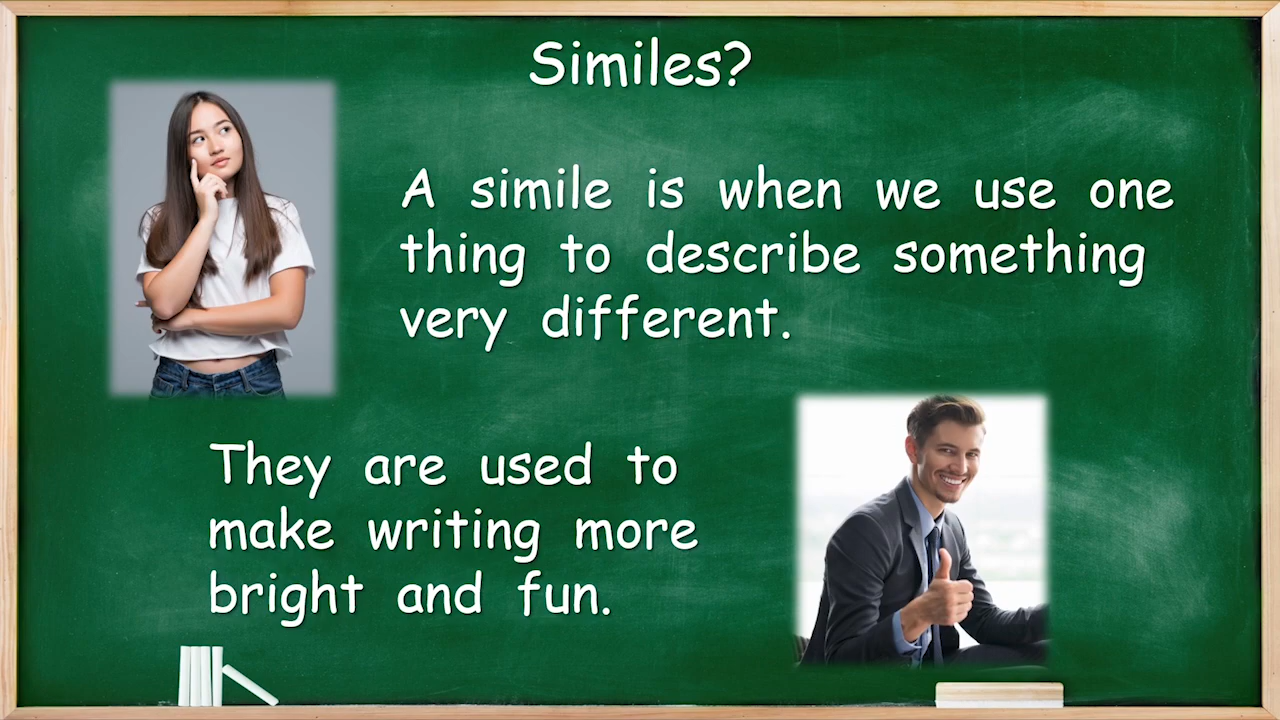 Similes?
A simile is when we use one
thing to describe something
very different.
They are used to
make writing more
bright and fun.